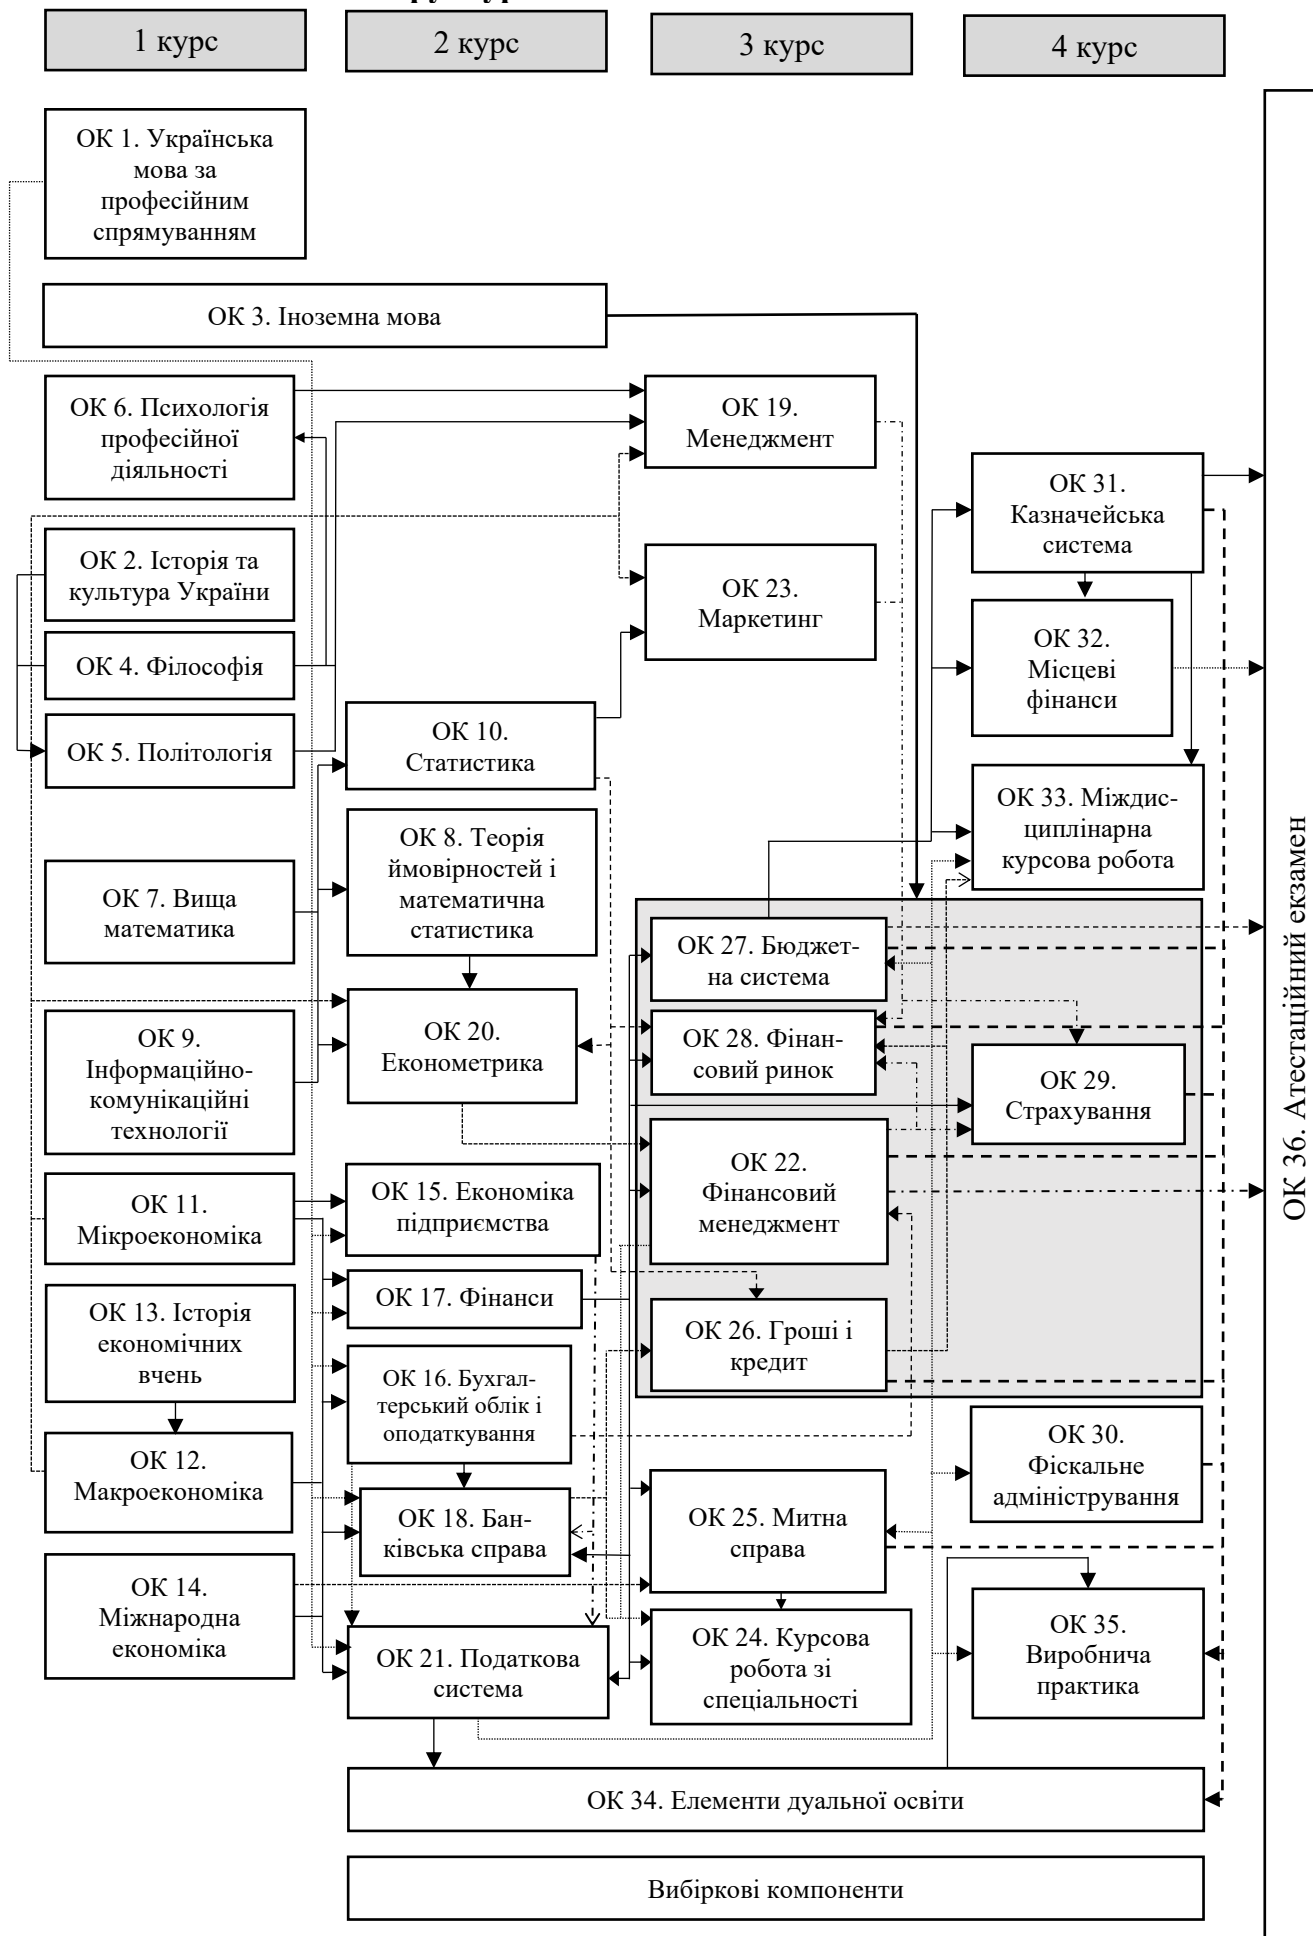 1 курс
2 курс
3 курс
4 курс
ОК 1. Українська
мова за
професійним
спрямуванням
ОК 3. Іноземна мова
ОК 6. Психологія
професійної
діяльності
ОК 19.
Менеджмент
ОК 31.
Казначейська
система
ОК 2. Історія та
культура України
ОК 23.
Маркетинг
ОК 32.
Місцеві
фінанси
ОК 4. Філософія
ОК 5. Політологія
ОК 10.
Статистика
ОК 33. Міждис-
циплінарна
курсова робота
ОК 7. Вища
математика
ОК 8. Теорія
ймовірностей і
математична
статистика
ОК 27. Бюджет-
на система
ОК 9.
Інформаційно-
комунікаційні
технології
ОК 20.
Економетрика
ОК 28. Фінан-
совий ринок
ОК 29.
Страхування
ОК 11.
Мікроекономіка
ОК 15. Економіка
підприємства
ОК 22.
Фінансовий
менеджмент
ОК 13. Історія
економічних
вчень
ОК 17. Фінанси
ОК 26. Гроші і
кредит
ОК 16. Бухгал-
терський облік і
оподаткування
ОК 12.
Макроекономіка
ОК 18. Бан-
ківська справа
ОК 25. Митна
справа
ОК 30.
Фіскальне
адміністрування
ОК 14.
Міжнародна
економіка
ОК 21. Податкова
система
ОК 24. Курсова
робота зі
спеціальності
ОК 35.
Виробнича
практика
ОК 34. Елементи дуальної освіти
Вибіркові компоненти
ОК 36. Атестаційний екзамен